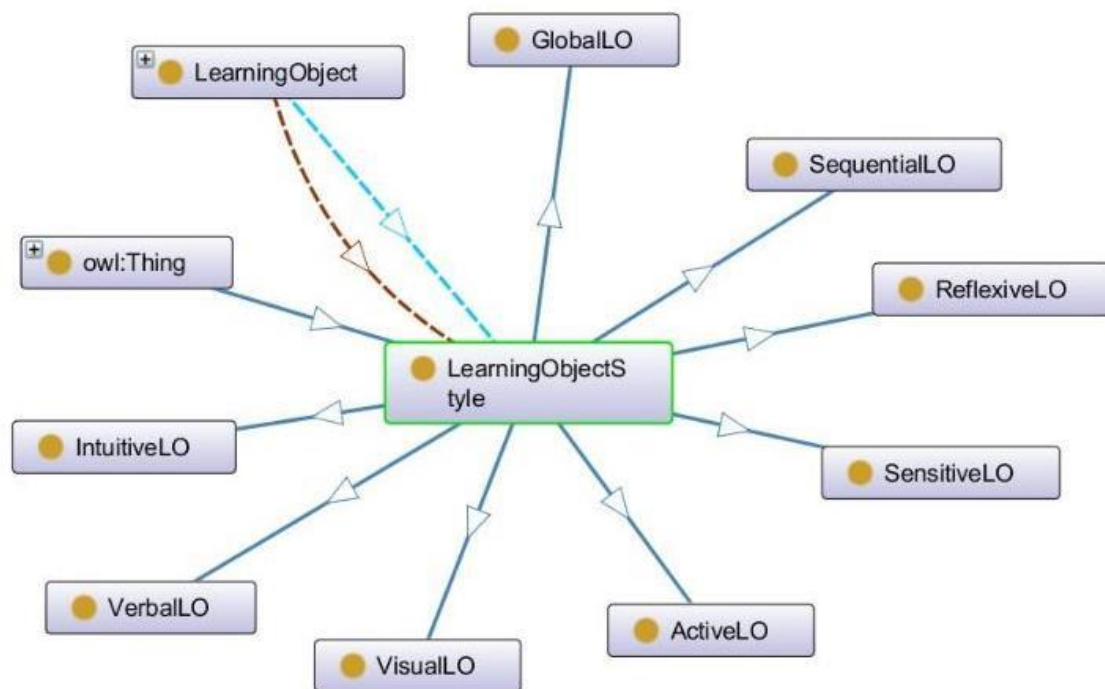 GlobalLO
LearningObject
SequentialLO
owl:Thing
ReflexiveLO
LearningObjectS
tyle
IntuitiveLO
SensitiveLO
VerbalLO
ActiveLO
VisualLO